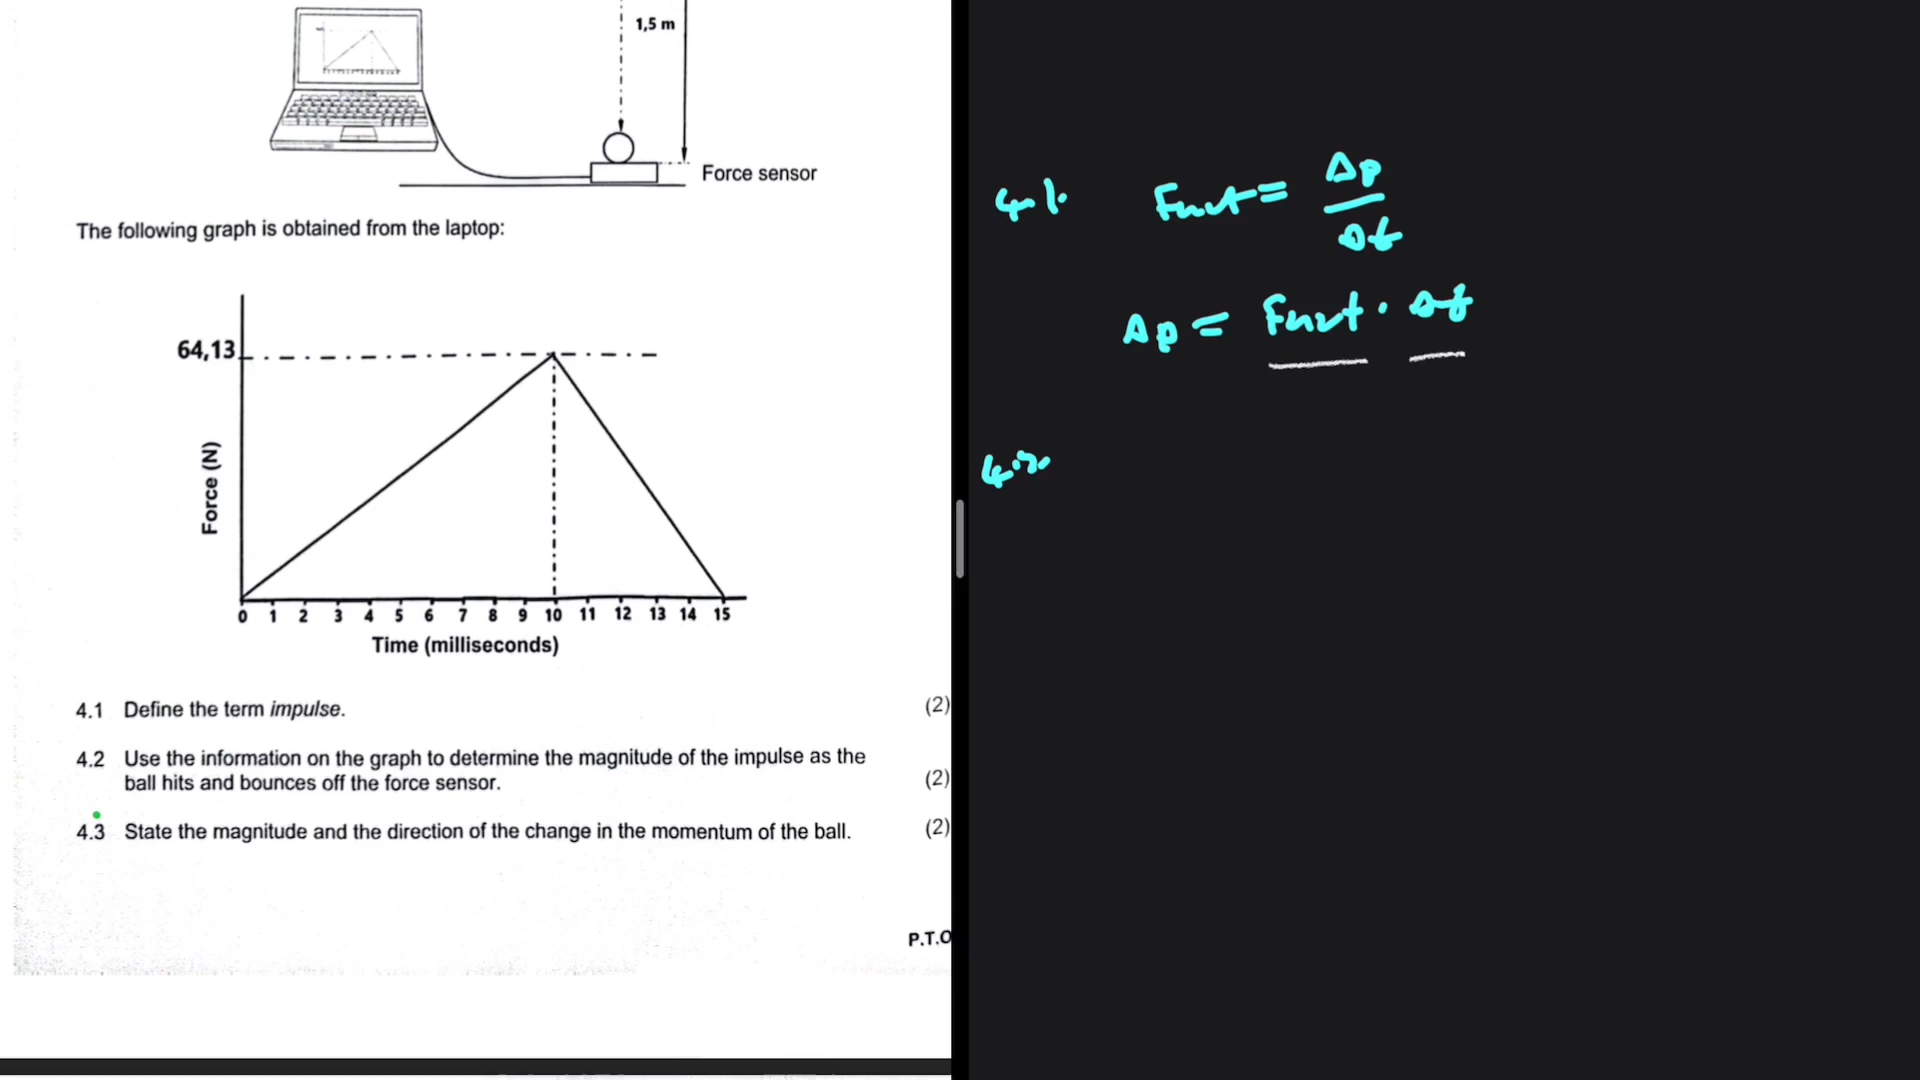 1,5 m
Force sensor
The following graph is obtained from the laptop:
64,13
Force (N)
0 1 2 3 4 5 6 7 8 9 10 11 12 13 14 15
Time (milliseconds)
4.1 Define the term impulse. (2)
4.2 Use the information on the graph to determine the magnitude of the impulse as the
ball hits and bounces off the force sensor. (2)
4.3 State the magnitude and the direction of the change in the momentum of the ball. (2)
P.T.O
4.1. Fnet = Δp
Δt
Δp = Fnet · Δt
4.2